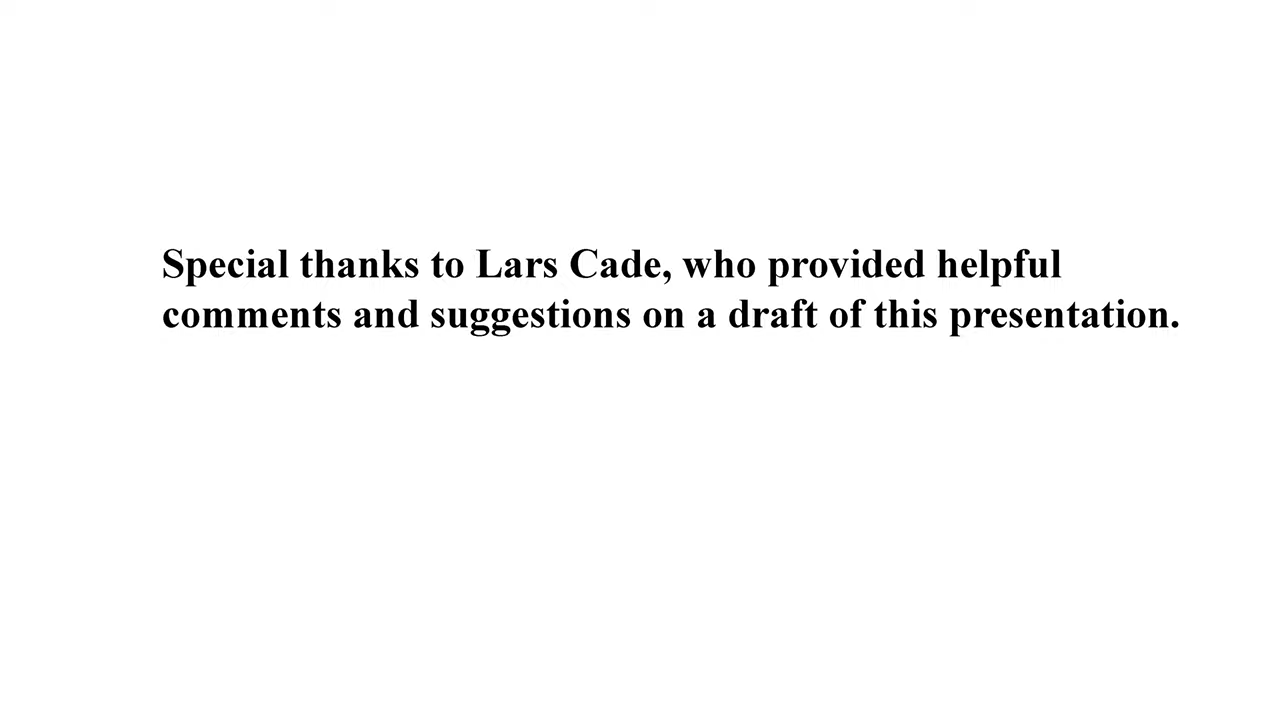 Special thanks to Lars Cade, who provided helpful
comments and suggestions on a draft of this presentation.